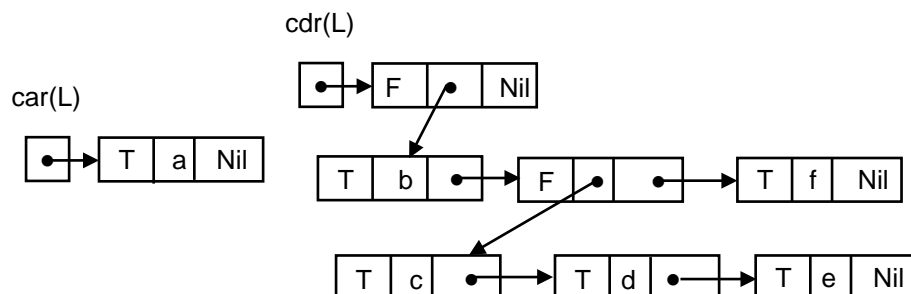 cdr(L)
F Nil
car(L)
T a Nil
T b F T f Nil
T c T d T e Nil